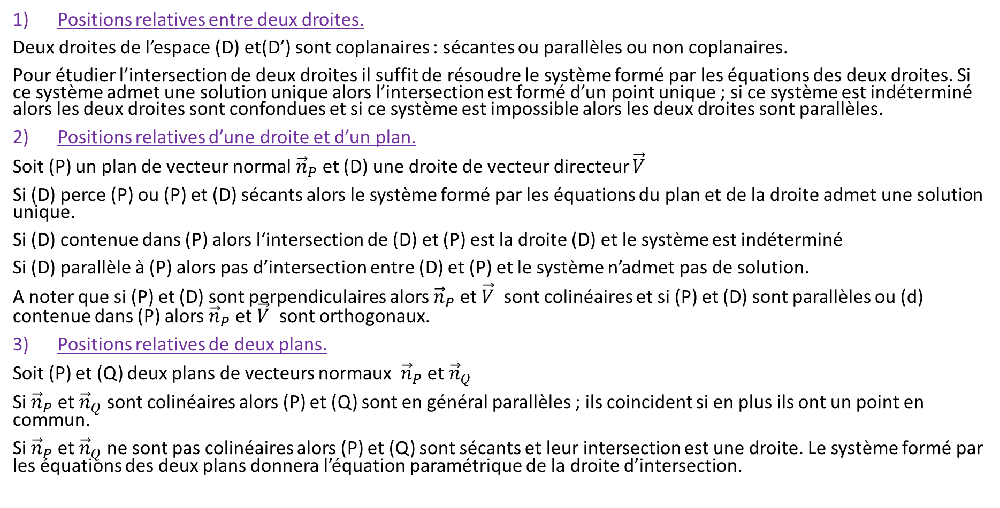 1) Positions relatives entre deux droites.
Deux droites de l’espace (D) et(D’) sont coplanaires : sécantes ou parallèles ou non coplanaires.
Pour étudier l’intersection de deux droites il suffit de résoudre le système formé par les équations des deux droites. Si
ce système admet une solution unique alors l’intersection est formé d’un point unique ; si ce système est indéterminé
alors les deux droites sont confondues et si ce système est impossible alors les deux droites sont parallèles.
2) Positions relatives d’une droite et d’un plan.
Soit (P) un plan de vecteur normal n⃗_P et (D) une droite de vecteur directeur V⃗
Si (D) perce (P) ou (P) et (D) sécants alors le système formé par les équations du plan et de la droite admet une solution
unique.
Si (D) contenue dans (P) alors l‘intersection de (D) et (P) est la droite (D) et le système est indéterminé
Si (D) parallèle à (P) alors pas d’intersection entre (D) et (P) et le système n’admet pas de solution.
A noter que si (P) et (D) sont perpendiculaires alors n⃗_P et V⃗ sont colinéaires et si (P) et (D) sont parallèles ou (d)
contenue dans (P) alors n⃗_P et V⃗ sont orthogonaux.
3) Positions relatives de deux plans.
Soit (P) et (Q) deux plans de vecteurs normaux n⃗_P et n⃗_Q
Si n⃗_P et n⃗_Q sont colinéaires alors (P) et (Q) sont en général parallèles ; ils coincident si en plus ils ont un point en
commun.
Si n⃗_P et n⃗_Q ne sont pas colinéaires alors (P) et (Q) sont sécants et leur intersection est une droite. Le système formé par
les équations des deux plans donnera l’équation paramétrique de la droite d’intersection.